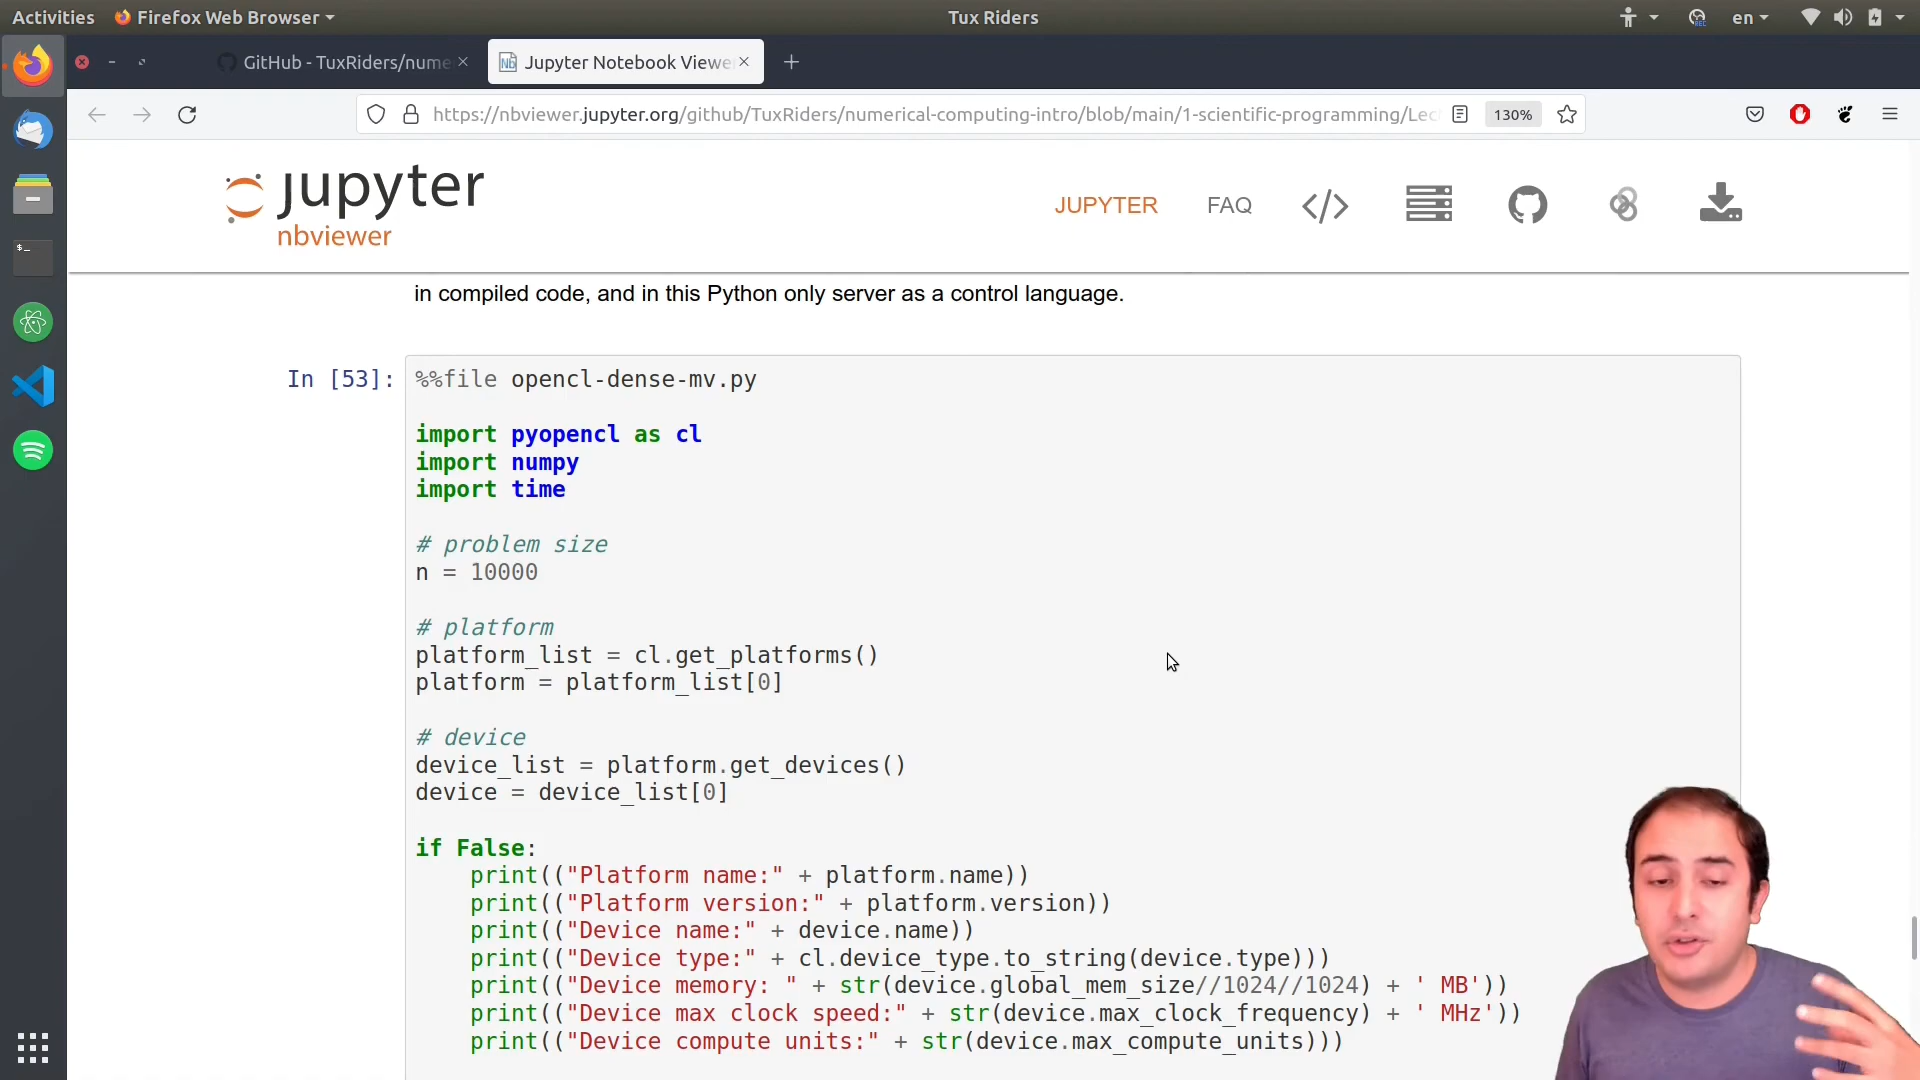 Activities Firefox Web Browser Tux Riders en
GitHub - TuxRiders/nume Jupyter Notebook Viewe
https://nbviewer.jupyter.org/github/TuxRiders/numerical-computing-intro/blob/main/1-scientific-programming/Lec 130%
jupyter
nbviewer
JUPYTER FAQ </>
in compiled code, and in this Python only server as a control language.
In [53]: %%file opencl-dense-mv.py
import pyopencl as cl
import numpy
import time
# problem size
n = 10000
# platform
platform_list = cl.get_platforms()
platform = platform_list[0]
# device
device_list = platform.get_devices()
device = device_list[0]
if False:
print(("Platform name:" + platform.name))
print(("Platform version:" + platform.version))
print(("Device name:" + device.name))
print(("Device type:" + cl.device_type.to_string(device.type)))
print(("Device memory: " + str(device.global_mem_size//1024//1024) + ' MB'))
print(("Device max clock speed:" + str(device.max_clock_frequency) + ' MHz'))
print(("Device compute units:" + str(device.max_compute_units)))